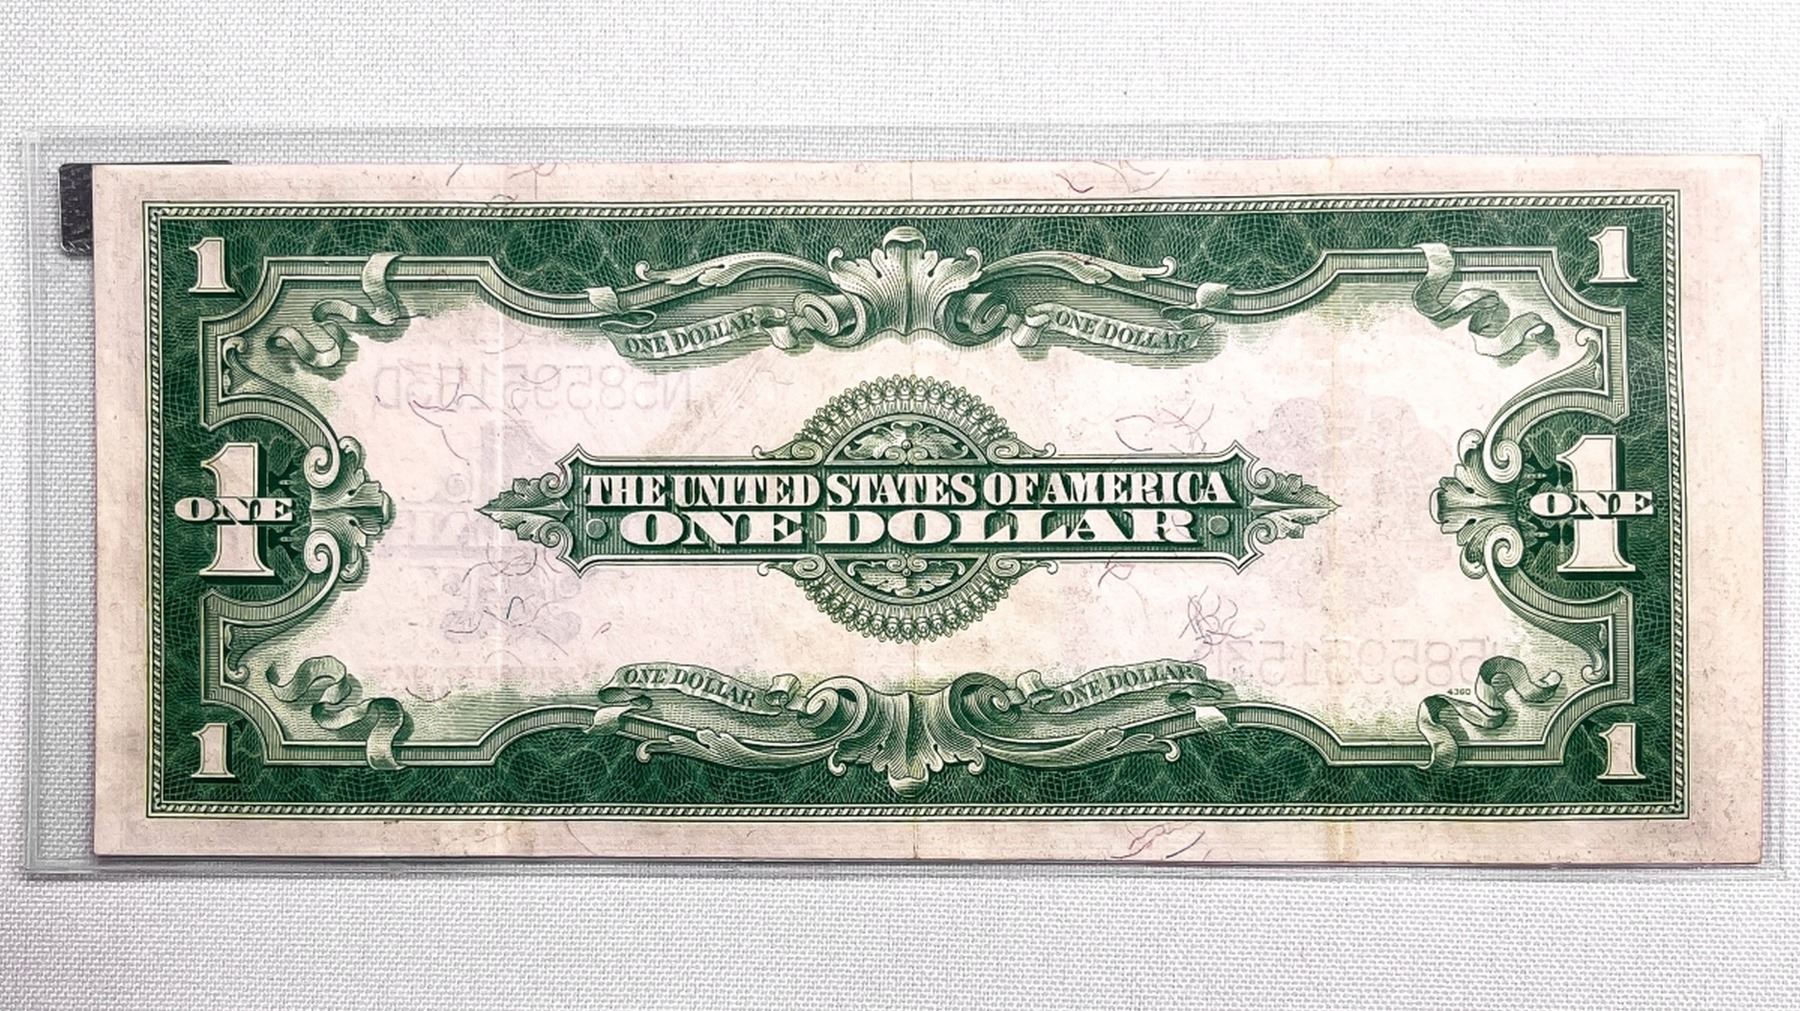 1 1
ONE DOLLAR ONE DOLLAR
THE UNITED STATES OF AMERICA
1 ONE ONE DOLLAR 1 ONE
ONE DOLLAR ONE DOLLAR
4360
1 1